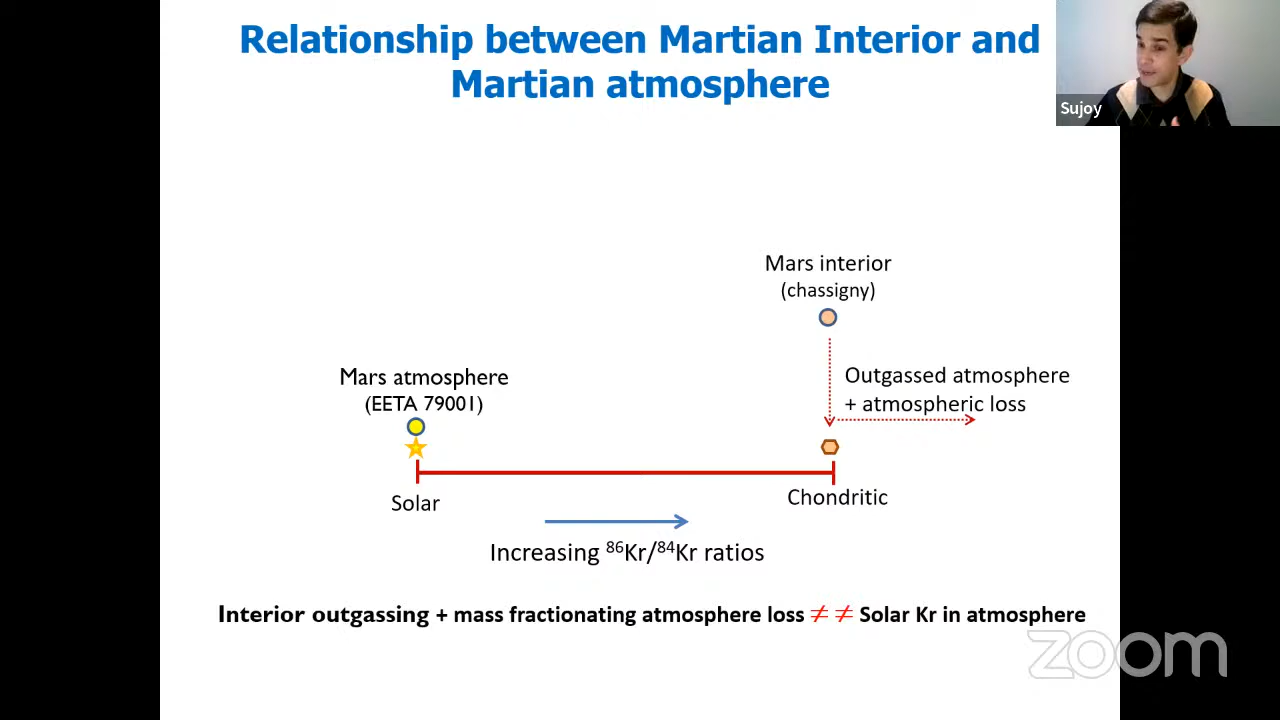 Relationship between Martian Interior and
Martian atmosphere
Sujoy
Mars interior
(chassigny)
Mars atmosphere
(EETA 79001)
Outgassed atmosphere
+ atmospheric loss
Solar
Chondritic
Increasing ⁸⁶Kr/⁸⁴Kr ratios
Interior outgassing + mass fractionating atmosphere loss ≠ ≠ Solar Kr in atmosphere
zoom